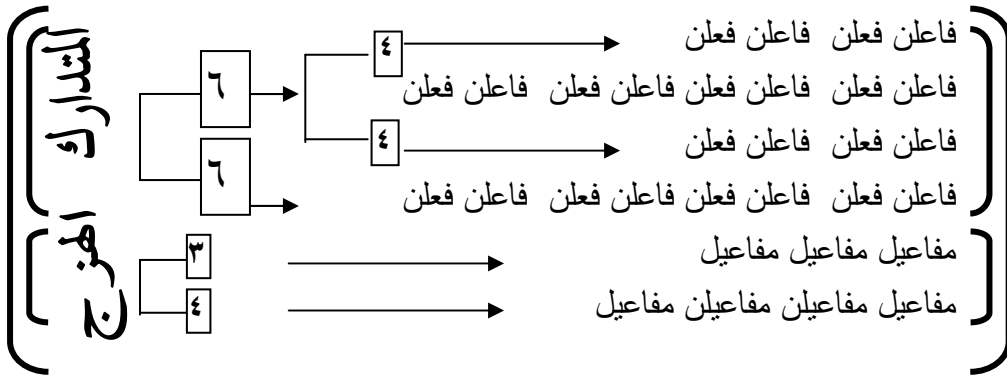 فاعلن فعلن فاعلن فعلن ٤
فاعلن فعلن فاعلن فعلن فاعلن فعلن فاعلن فعلن ٦
فاعلن فعلن فاعلن فعلن ٤
فاعلن فعلن فاعلن فعلن فاعلن فعلن فاعلن فعلن ٦
المتدارك
مفاعيل مفاعيل مفاعيل ٣
مفاعيل مفاعيلن مفاعيلن مفاعيل ٤
الهزج